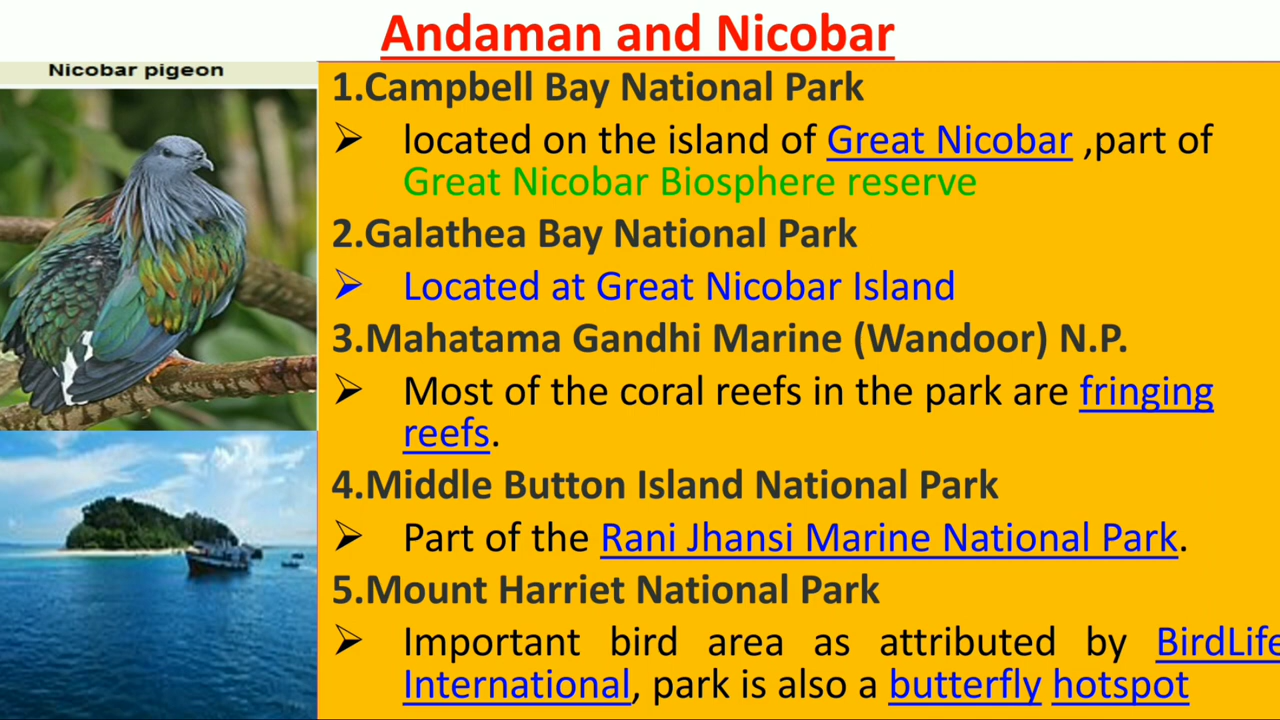 Andaman and Nicobar
Nicobar pigeon
1.Campbell Bay National Park
➢ located on the island of Great Nicobar ,part of
Great Nicobar Biosphere reserve
2.Galathea Bay National Park
➢ Located at Great Nicobar Island
3.Mahatama Gandhi Marine (Wandoor) N.P.
➢ Most of the coral reefs in the park are fringing
reefs.
4.Middle Button Island National Park
➢ Part of the Rani Jhansi Marine National Park.
5.Mount Harriet National Park
➢ Important bird area as attributed by BirdLife
International, park is also a butterfly hotspot